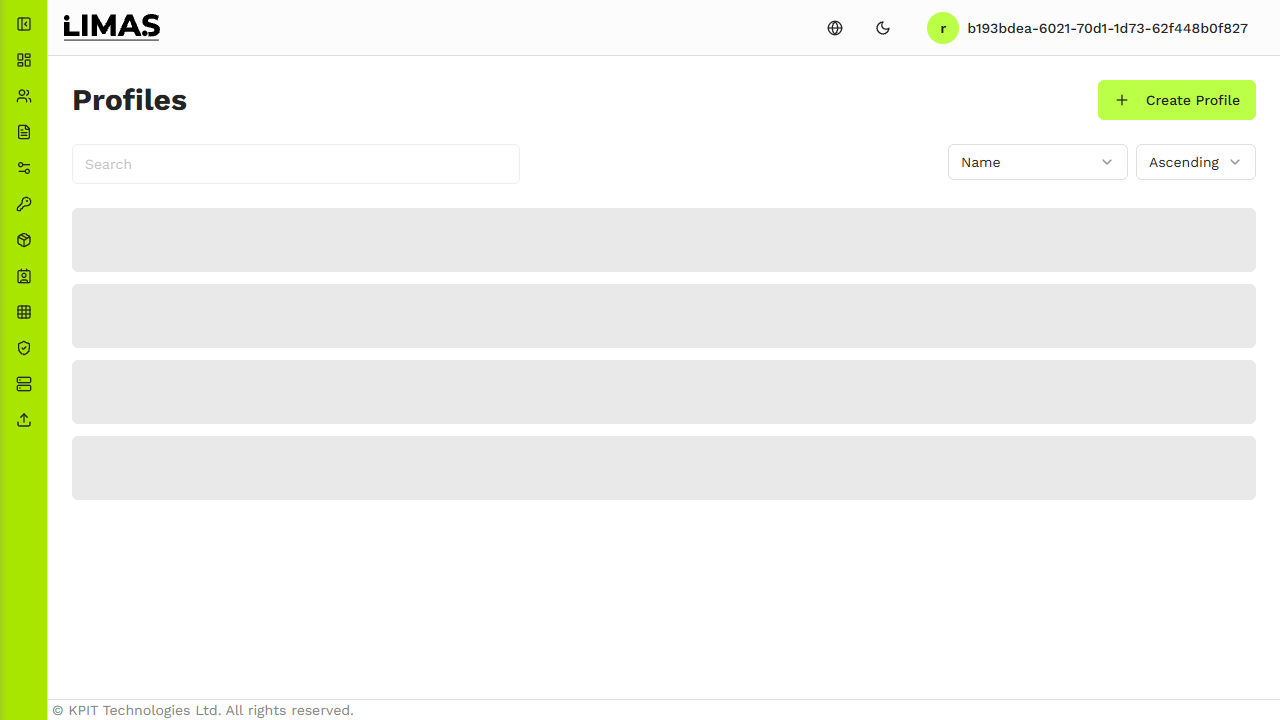 LIMAS
r
b193bdea-6021-70d1-1d73-62f448b0f827
Profiles
Create Profile
Search
Name
Ascending
© KPIT Technologies Ltd. All rights reserved.